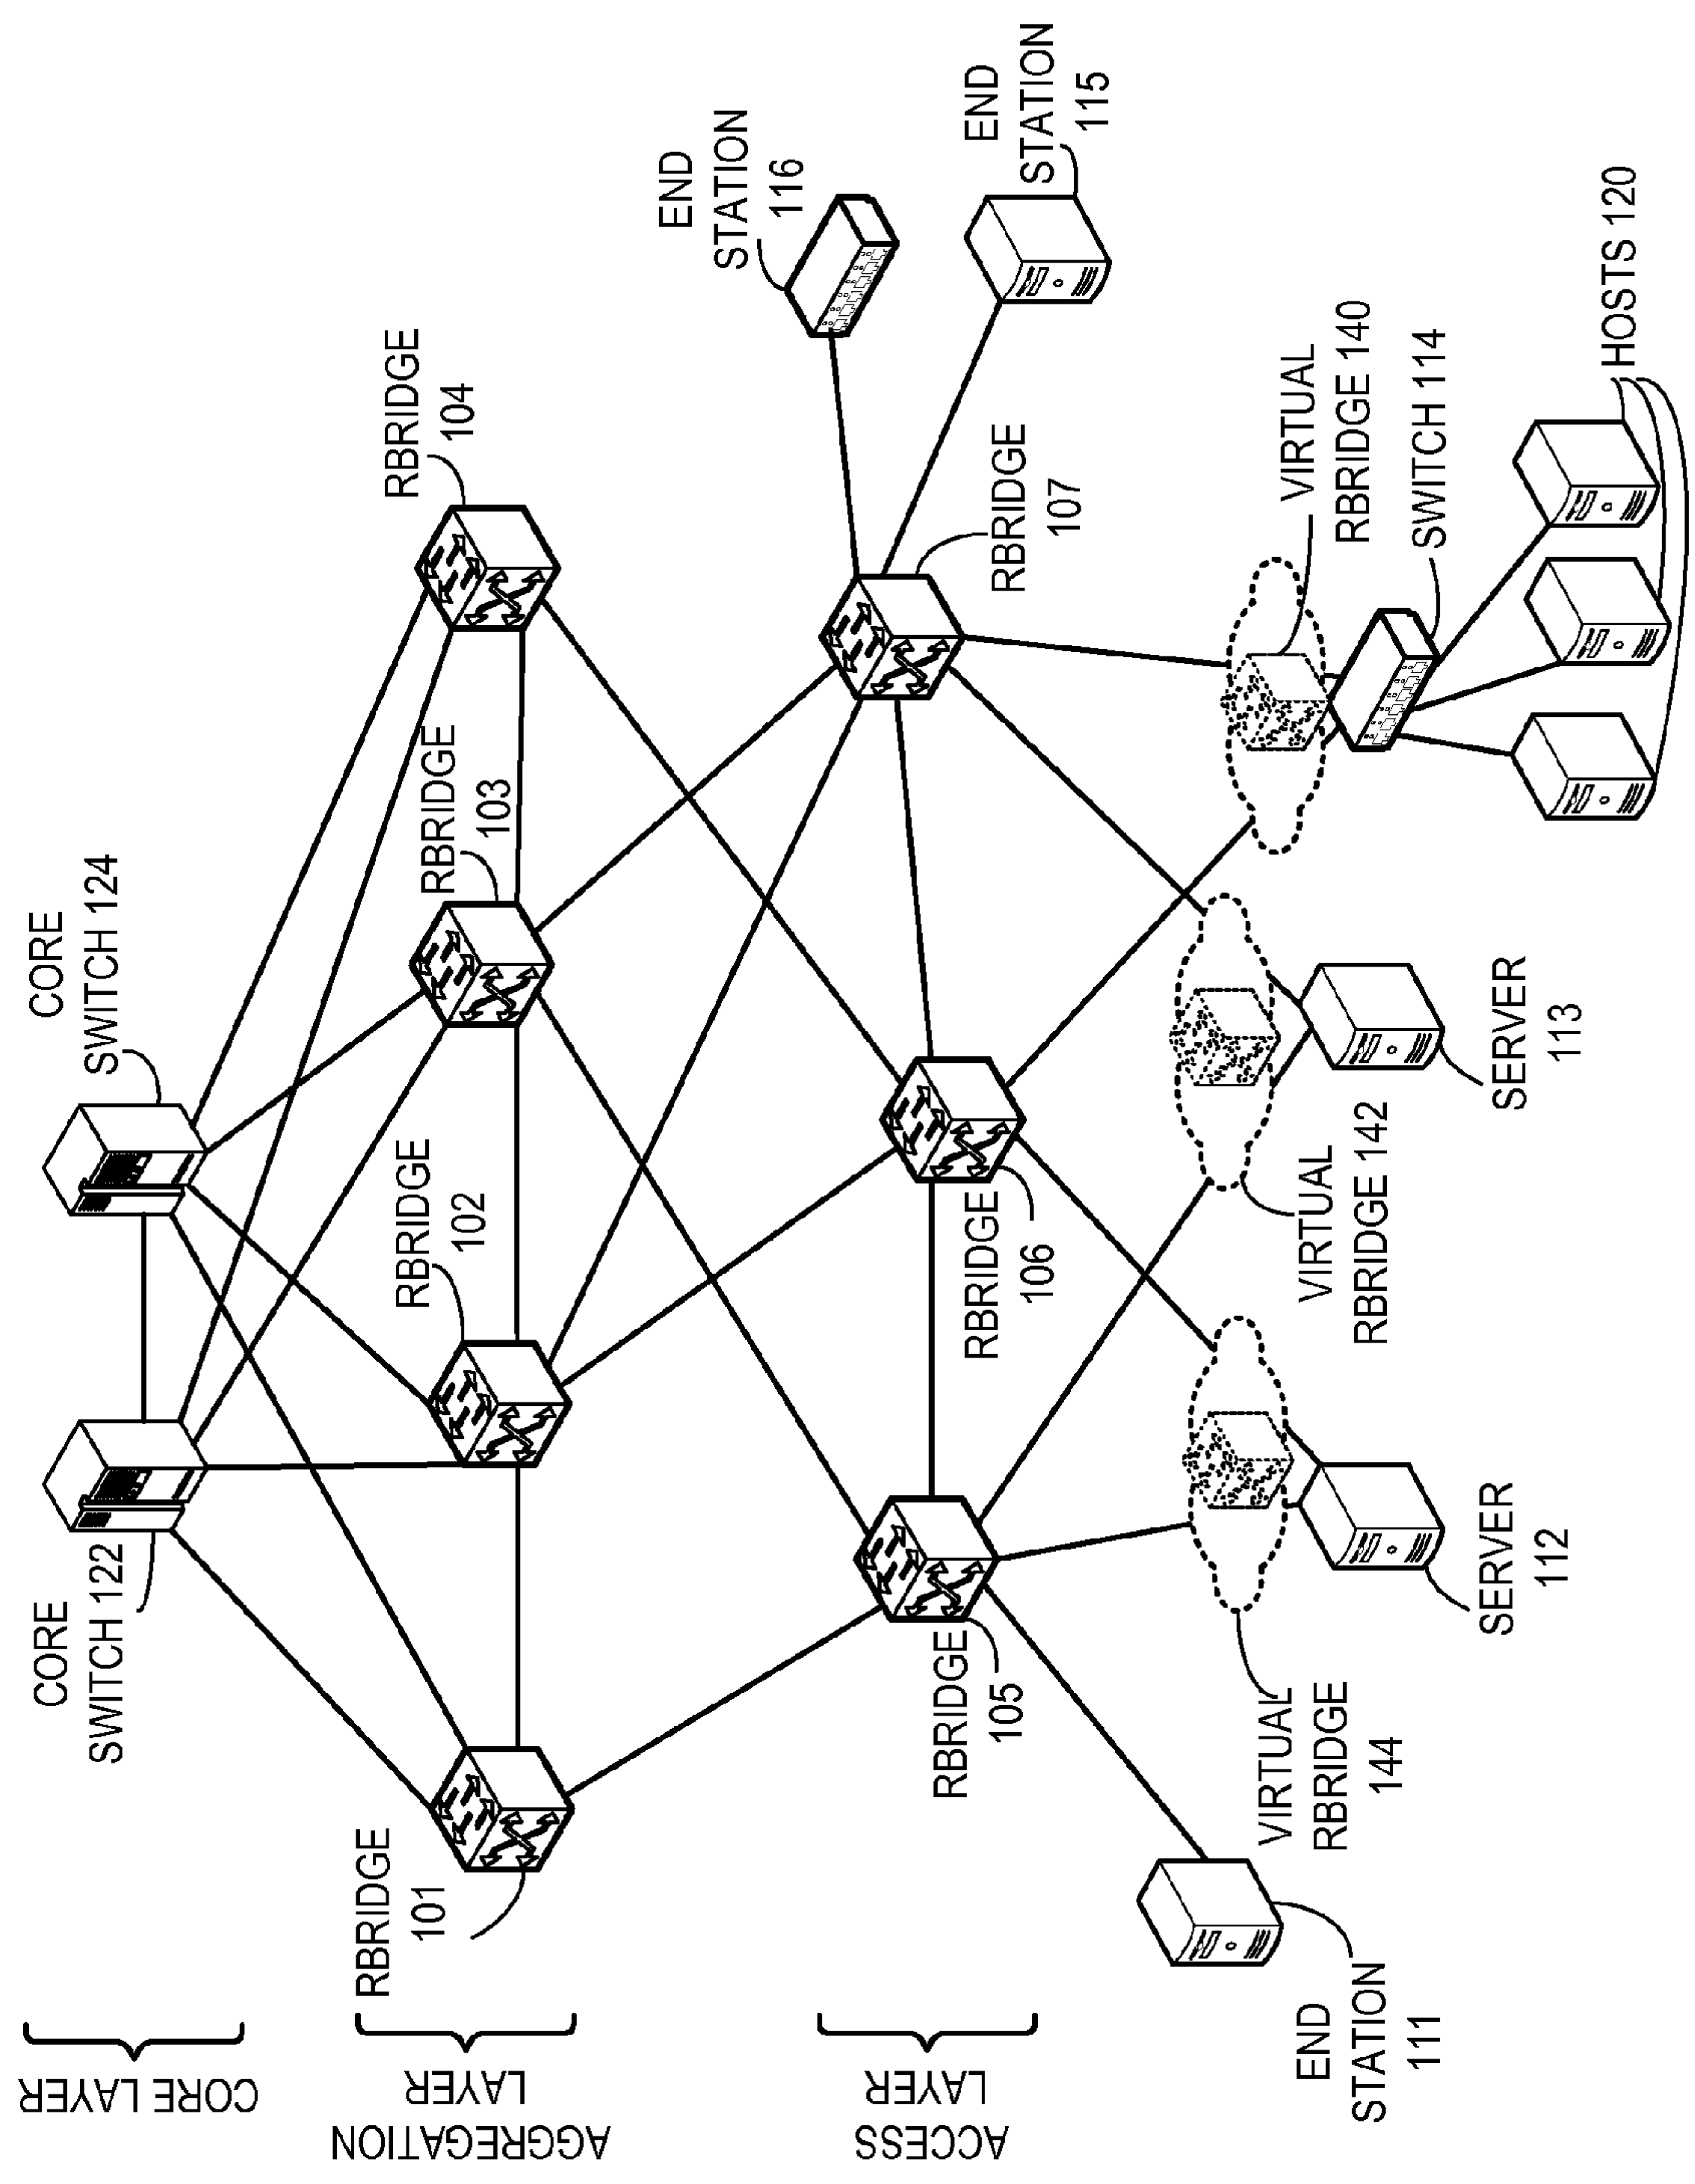 CORE LAYER
AGGREGATION
LAYER
ACCESS
LAYER
CORE
SWITCH 122
CORE
SWITCH 124
RBRIDGE
101
RBRIDGE
102
RBRIDGE
103
RBRIDGE
104
RBRIDGE
105
RBRIDGE
106
RBRIDGE
107
END
STATION
116
END
STATION
115
END
STATION
111
VIRTUAL
RBRIDGE
144
SERVER
112
VIRTUAL
RBRIDGE 142
SERVER
113
VIRTUAL
RBRIDGE 140
SWITCH 114
HOSTS 120